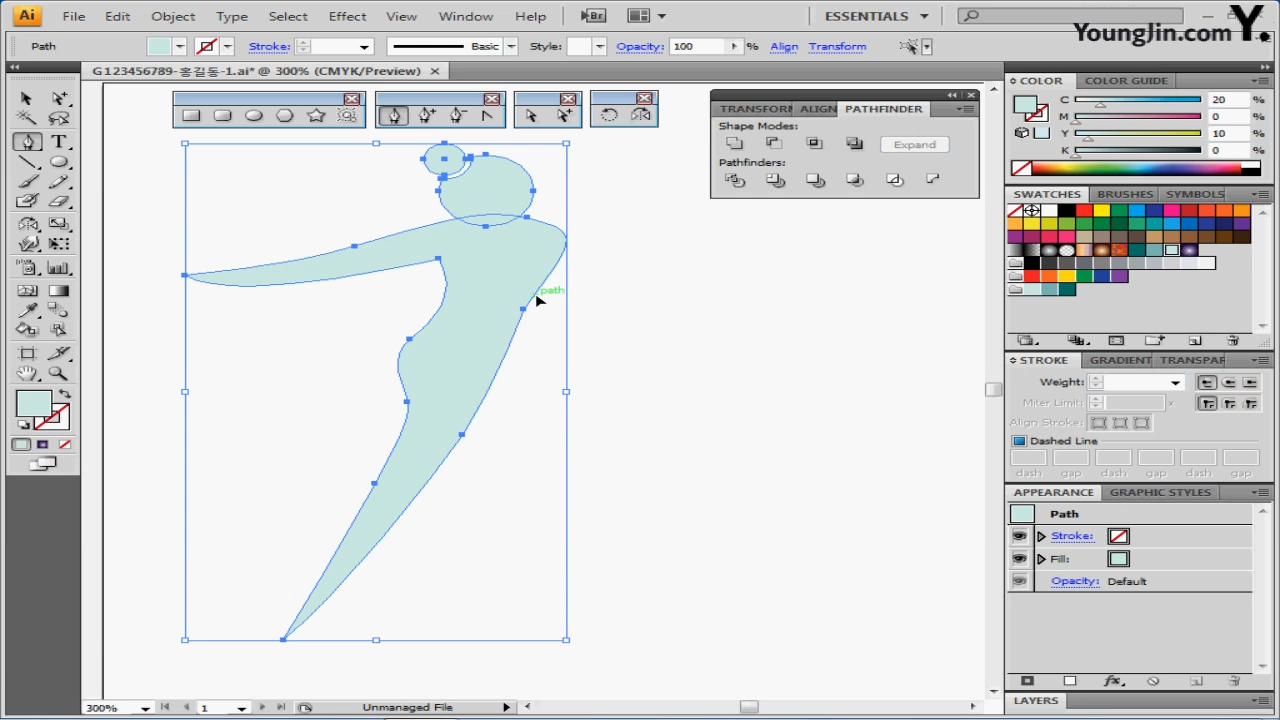 Ai File Edit Object Type Select Effect View Window Help Br ESSENTIALS
YoungJin.com Y.
Path Stroke: Basic Style: Opacity: 100 % Align Transform
G123456789-홍길동-1.ai* @ 300% (CMYK/Preview)
COLOR COLOR GUIDE
C 20 %
M 0 %
Y 10 %
K 0 %
TRANSFORM ALIGN PATHFINDER
Shape Modes:
Expand
Pathfinders:
SWATCHES BRUSHES SYMBOLS
path
STROKE GRADIENT TRANSPAR
Weight:
Miter Limit: x
Align Stroke:
Dashed Line
dash gap dash gap dash gap
APPEARANCE GRAPHIC STYLES
Path
Stroke:
Fill:
Opacity: Default
LAYERS
300% 1 Unmanaged File